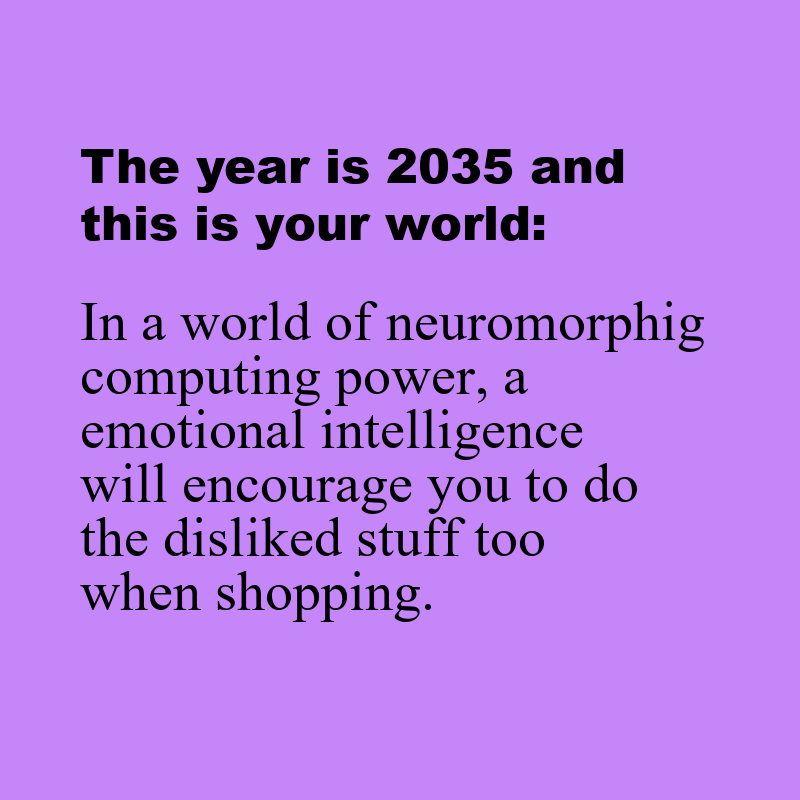 The year is 2035 and
this is your world:
In a world of neuromorphig
computing power, a
emotional intelligence
will encourage you to do
the disliked stuff too
when shopping.